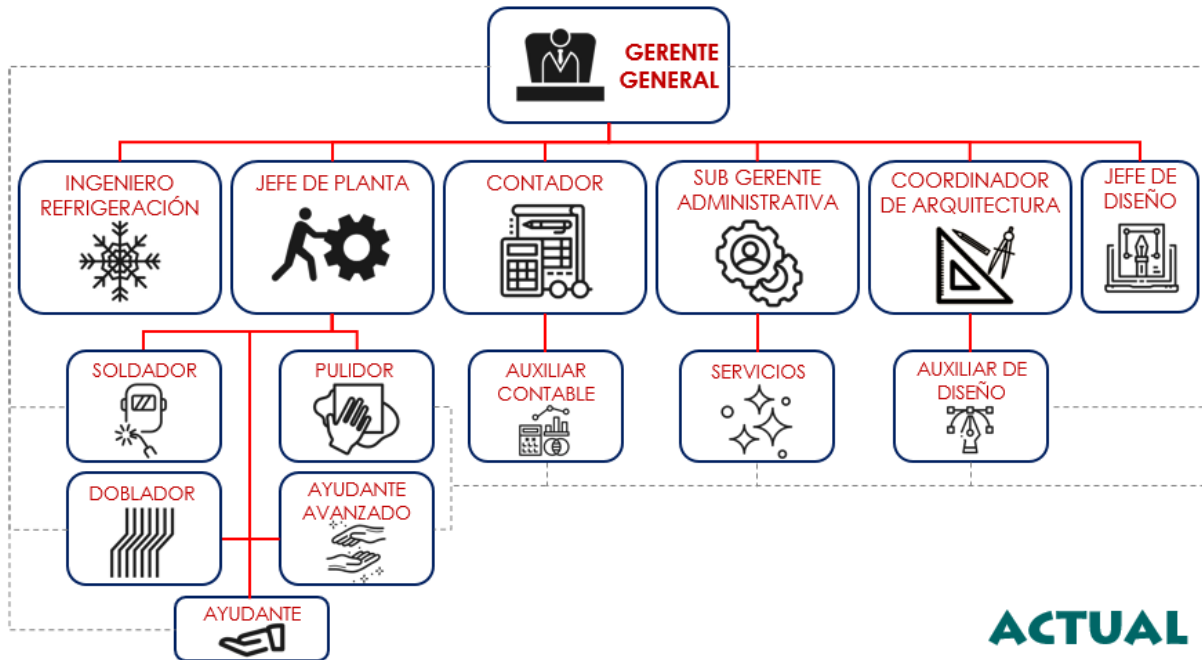 GERENTE
GENERAL
INGENIERO
REFRIGERACIÓN
JEFE DE PLANTA
CONTADOR
SUB GERENTE
ADMINISTRATIVA
COORDINADOR
DE ARQUITECTURA
JEFE DE
DISEÑO
SOLDADOR
PULIDOR
AUXILIAR
CONTABLE
SERVICIOS
AUXILIAR DE
DISEÑO
DOBLADOR
AYUDANTE
AVANZADO
AYUDANTE
ACTUAL